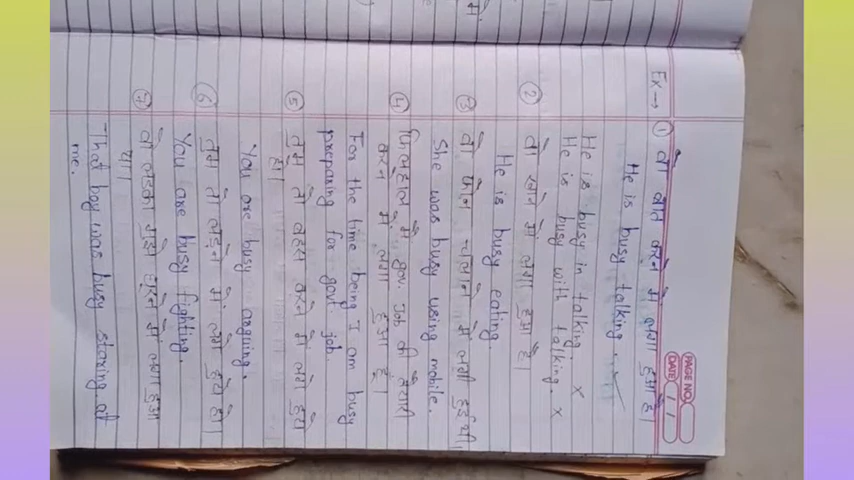 PAGE NO.
DATE / /
Ex → ① वो बात करने में लगा हुआ है।
He is busy talking. ✓
He is busy in talking x
He is busy with talking. x
② वो खाने में लगा हुआ है।
He is busy eating.
③ वो फोन चलाने में लगी हुई थी।
She was busy using mobile.
④ फिलहाल मैं gov. Job की तैयारी
करने में लगा हुआ हूं।
For the time being I am busy
preparing for govt job.
⑤ तुम तो बहस करने में लगे हुये
हो।
You are busy arguing.
⑥ तुम तो लड़ने में लगे हुये हो।
You are busy fighting.
⑦ वो लड़का मुझे घूरने में लगा हुआ
था।
That boy was busy staring at
me.